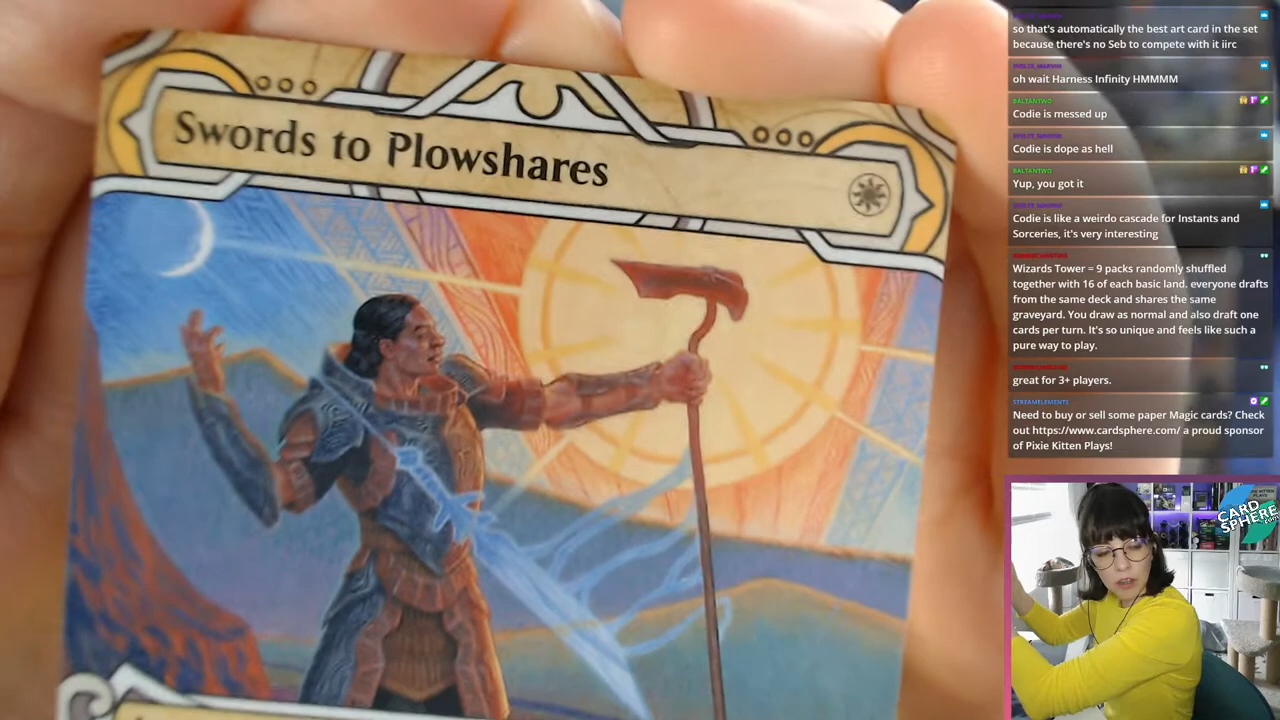 Swords to Plowshares
so that's automatically the best art card in the set
because there's no Seb to compete with it iirc
oh wait Harness Infinity HMMMM
BALTANTWO
Codie is messed up
Codie is dope as hell
BALTANTWO
Yup, you got it
Codie is like a weirdo cascade for Instants and
Sorceries, it's very interesting
Wizards Tower = 9 packs randomly shuffled
together with 16 of each basic land. everyone drafts
from the same deck and shares the same
graveyard. You draw as normal and also draft one
cards per turn. It's so unique and feels like such a
pure way to play.
great for 3+ players.
STREAMELEMENTS
Need to buy or sell some paper Magic cards? Check
out https://www.cardsphere.com/ a proud sponsor
of Pixie Kitten Plays!
CARD
SPHERE